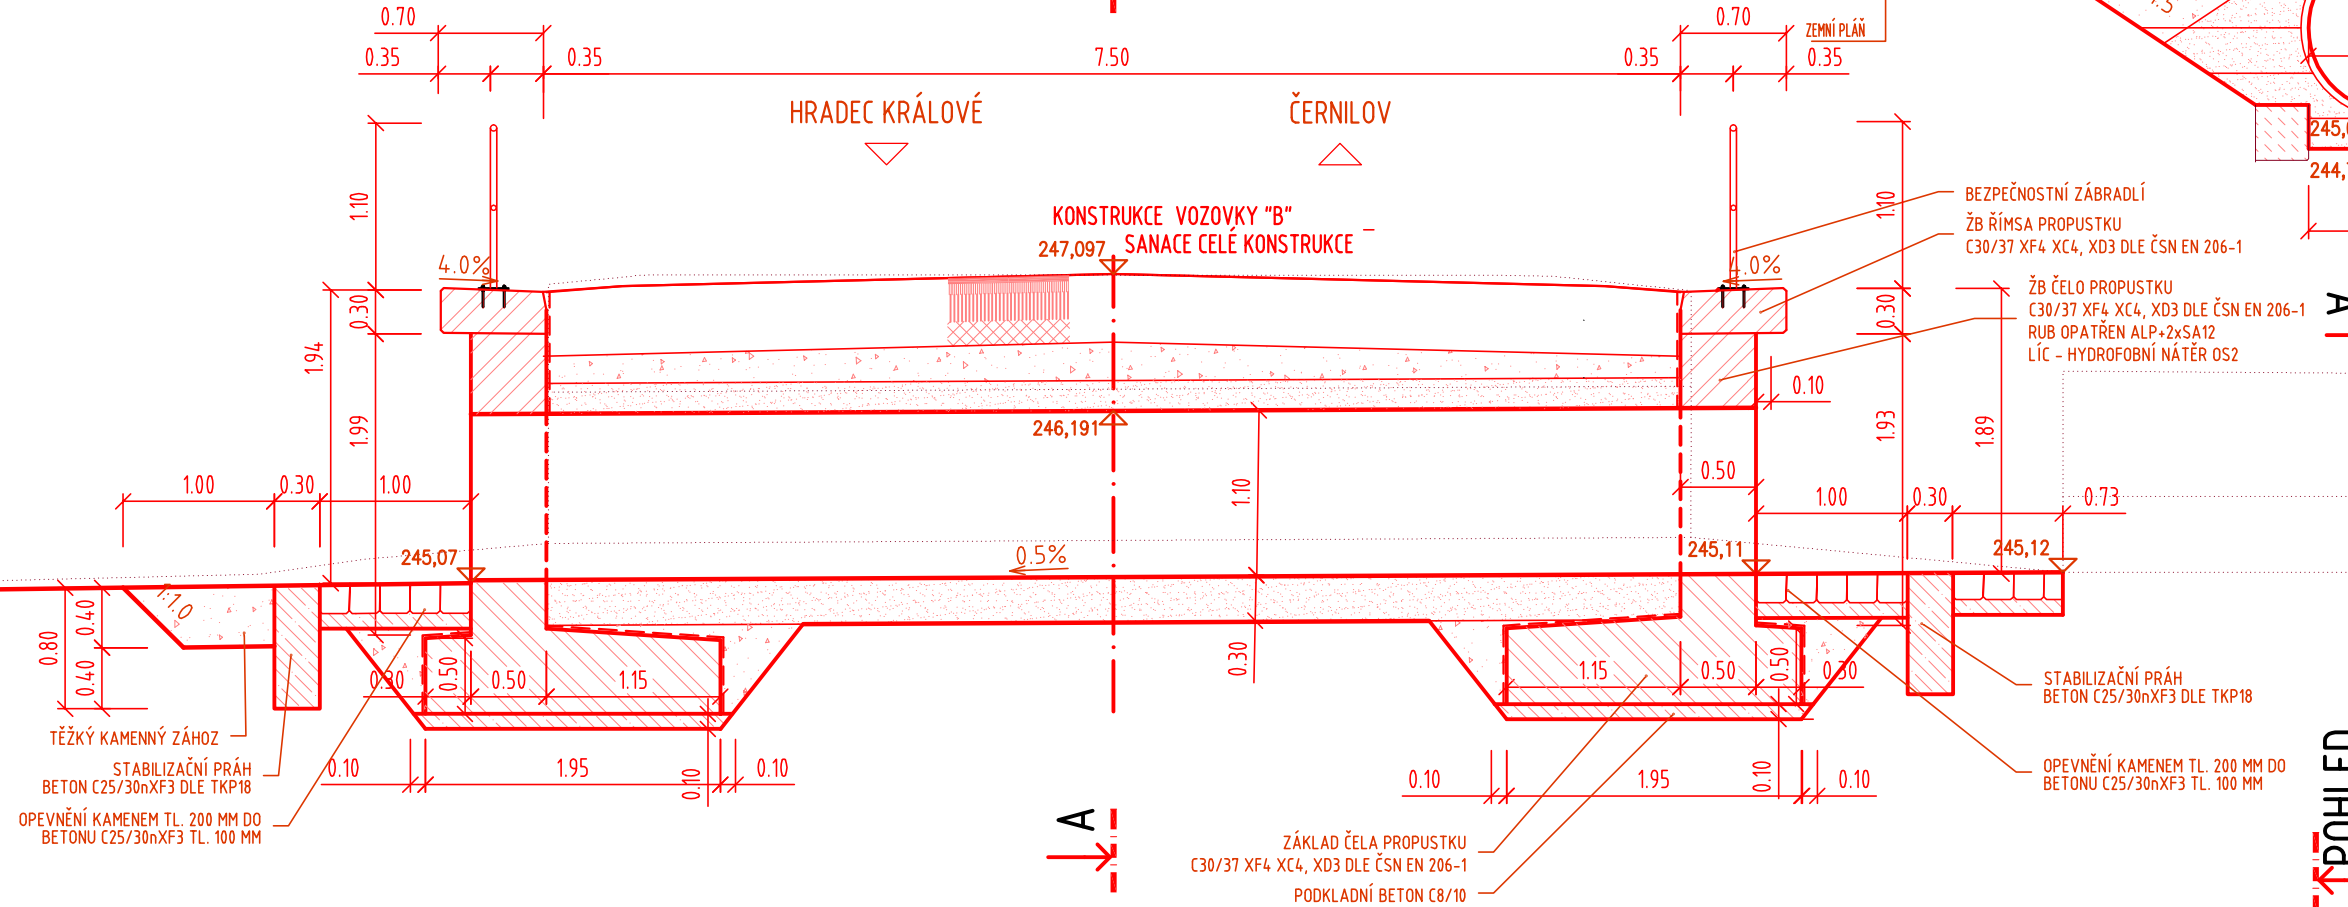 0.70
0.35
0.35
7.50
0.70
0.35
0.35
ZEMNÍ PLÁŇ
HRADEC KRÁLOVÉ
ČERNILOV
KONSTRUKCE VOZOVKY "B"
SANACE CELÉ KONSTRUKCE
247,097
4.0%
.0%
1.10
0.30
1.94
1.99
1.10
0.30
1.93
1.89
BEZPEČNOSTNÍ ZÁBRADLÍ
ŽB ŘÍMSA PROPUSTKU
C30/37 XF4 XC4, XD3 DLE ČSN EN 206-1
ŽB ČELO PROPUSTKU
C30/37 XF4 XC4, XD3 DLE ČSN EN 206-1
RUB OPATŘEN ALP+2xSA12
LÍC - HYDROFOBNÍ NÁTĚR OS2
0.10
246,191
1.10
0.50
1.00
0.30
1.00
1.00
0.30
0.73
245,07
0.5%
245,11
245,12
1:1.0
0.80
0.40
0.40
0.30
0.50
0.50
1.15
0.30
1.15
0.50
0.50
0.30
TĚŽKÝ KAMENNÝ ZÁHOZ
STABILIZAČNÍ PRÁH
BETON C25/30nXF3 DLE TKP18
OPEVNĚNÍ KAMENEM TL. 200 MM DO
BETONU C25/30nXF3 TL. 100 MM
0.10
1.95
0.10
0.10
0.10
1.95
0.10
0.10
STABILIZAČNÍ PRÁH
BETON C25/30nXF3 DLE TKP18
OPEVNĚNÍ KAMENEM TL. 200 MM DO
BETONU C25/30nXF3 TL. 100 MM
ZÁKLAD ČELA PROPUSTKU
C30/37 XF4 XC4, XD3 DLE ČSN EN 206-1
PODKLADNÍ BETON C8/10
A
A
POHLED